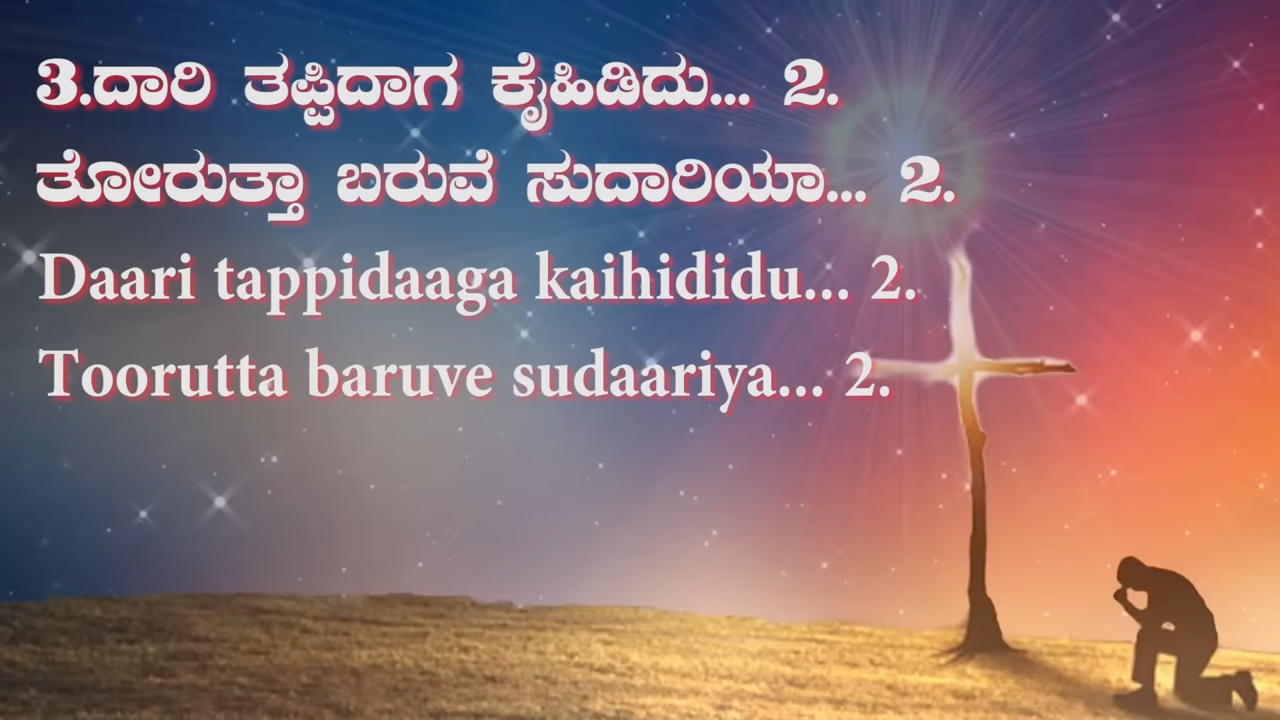 3.ದಾರಿ ತಪ್ಪಿದಾಗ ಕೈಹಿಡಿದು... 2.
ತೋರುತ್ತಾ ಬರುವೆ ಸುದಾರಿಯಾ... 2.
Daari tappidaaga kaihididu... 2.
Toorutta baruve sudaariya... 2.